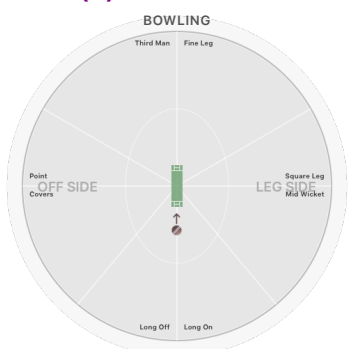 BOWLING
Third Man Fine Leg
Point Square Leg
OFF SIDE LEG SIDE
Covers Mid Wicket
Long Off Long On